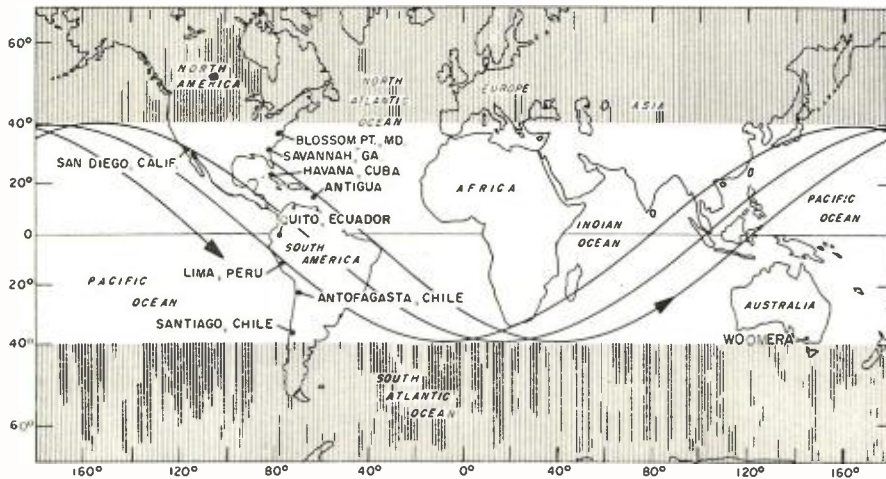 60°
40°
20°
0
20°
40°
60°
NORTH
AMERICA
NORTH
ATLANTIC
OCEAN
EUROPE
ASIA
BLOSSOM PT., MD.
SAN DIEGO, CALIF.
SAVANNAH, GA
HAVANA, CUBA
ANTIGUA
AFRICA
PACIFIC
OCEAN
QUITO, ECUADOR
INDIAN
OCEAN
SOUTH
AMERICA
LIMA, PERU
PACIFIC
OCEAN
ANTOFAGASTA, CHILE
AUSTRALIA
SANTIAGO, CHILE
WOOMERA
SOUTH
ATLANTIC
OCEAN
160° 120° 80° 40° 0° 40° 80° 120° 160°